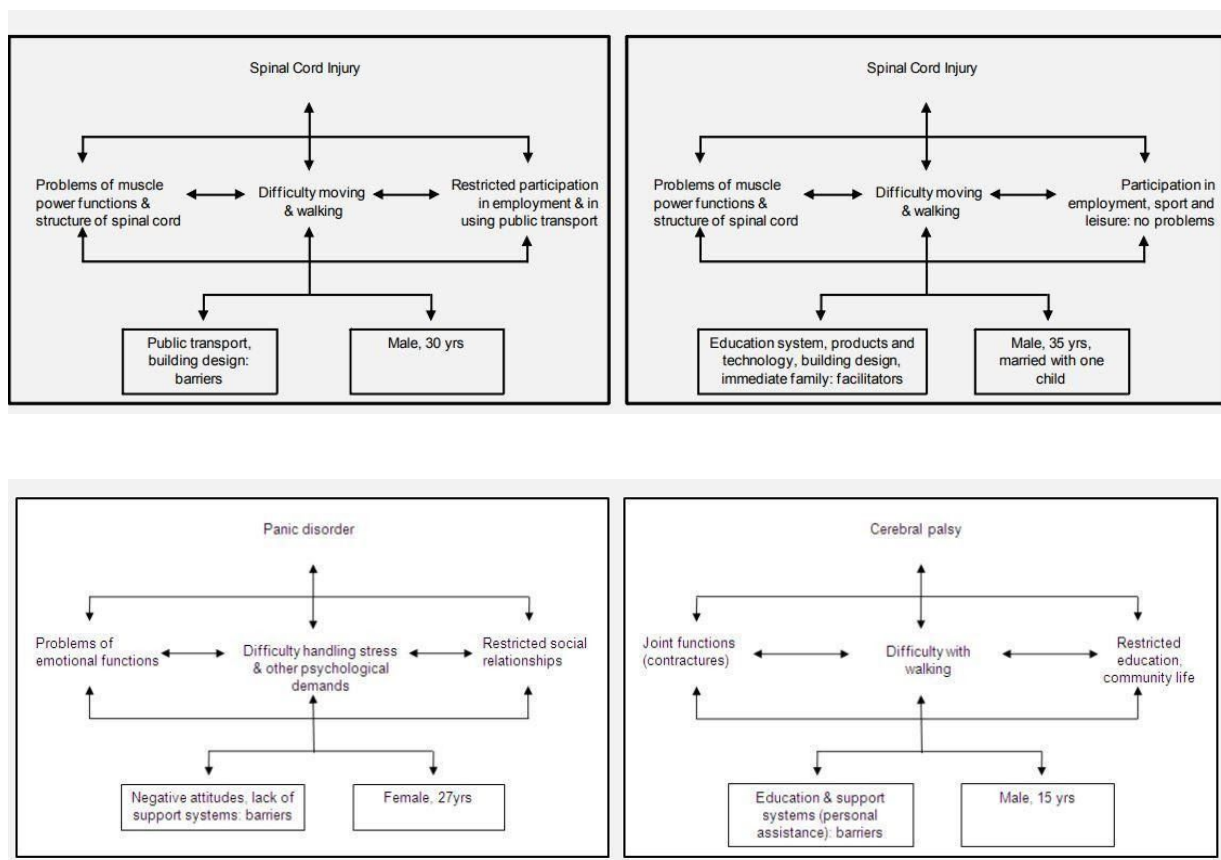 Spinal Cord Injury
Problems of muscle
power functions &
structure of spinal cord
Difficulty moving
& walking
Restricted participation
in employment & in
using public transport
Public transport,
building design:
barriers
Male, 30 yrs
Spinal Cord Injury
Problems of muscle
power functions &
structure of spinal cord
Difficulty moving
& walking
Participation in
employment, sport and
leisure: no problems
Education system, products and
technology, building design,
immediate family: facilitators
Male, 35 yrs,
married with one
child
Panic disorder
Problems of
emotional functions
Difficulty handling stress
& other psychological
demands
Restricted social
relationships
Negative attitudes, lack of
support systems: barriers
Female, 27yrs
Cerebral palsy
Joint functions
(contractures)
Difficulty with
walking
Restricted
education,
community life
Education & support
systems (personal
assistance): barriers
Male, 15 yrs